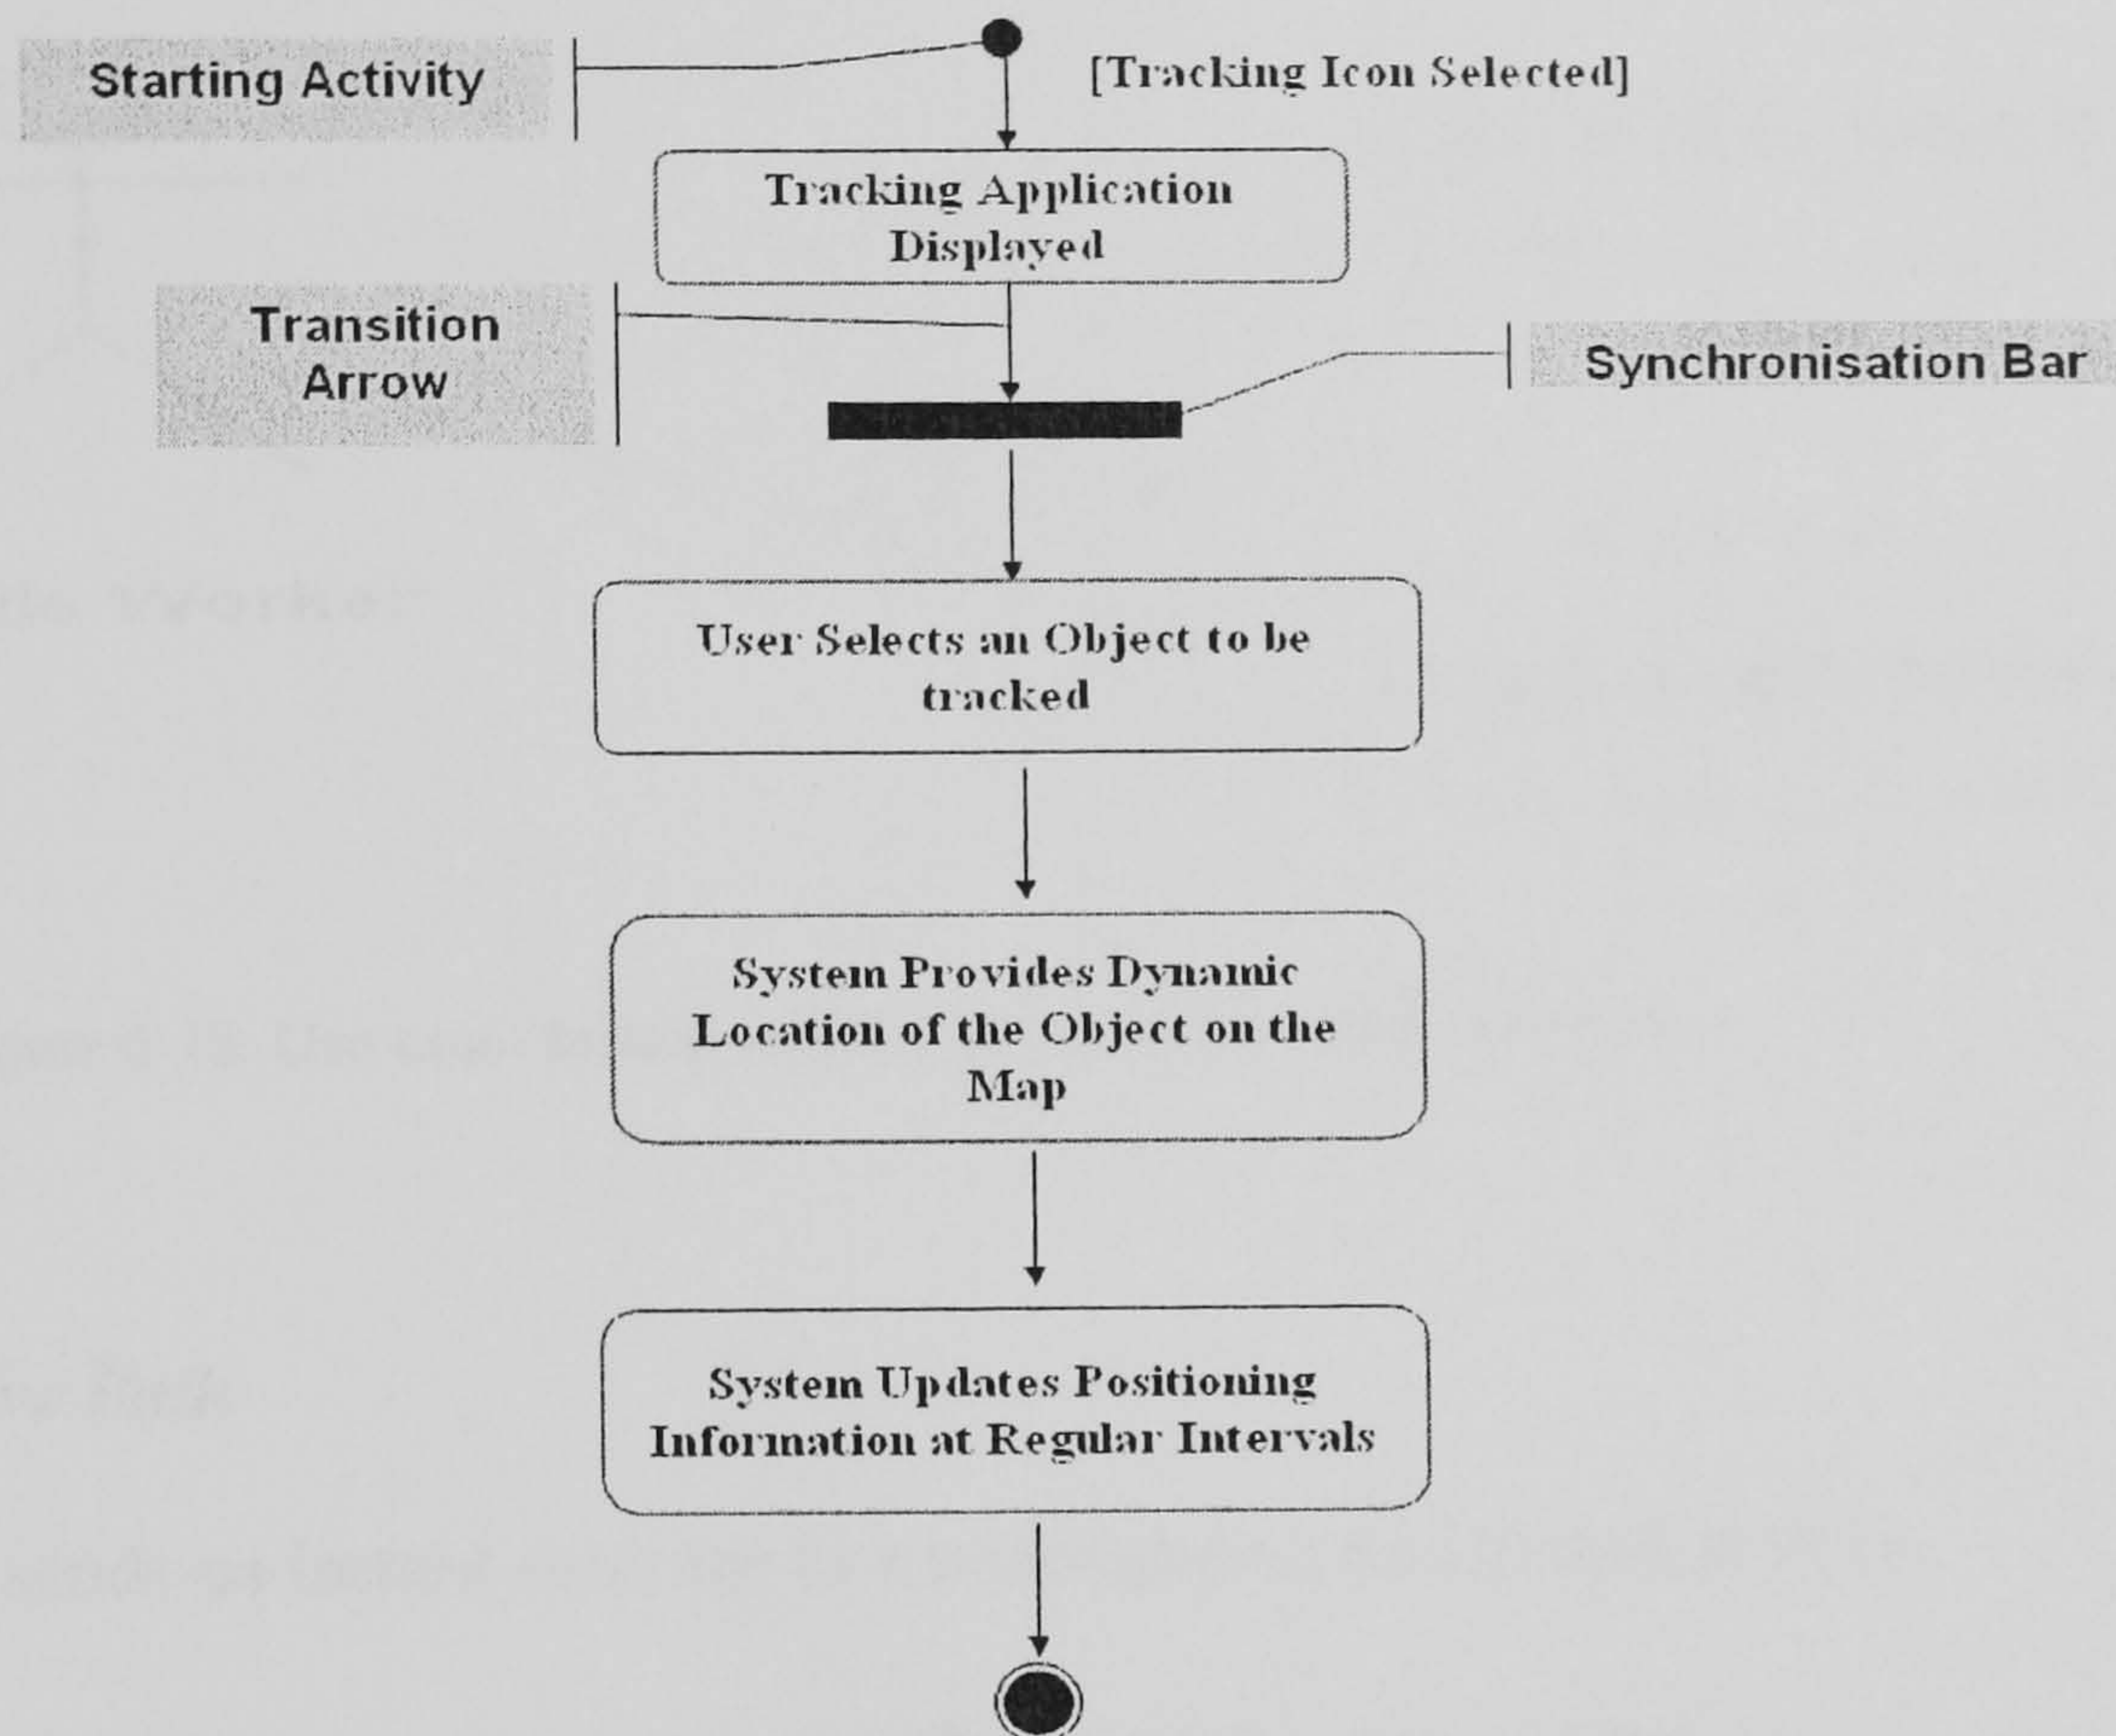 Starting Activity
[Tracking Icon Selected]
Tracking Application
Displayed
Transition
Arrow
Synchronisation Bar
User Selects an Object to be
tracked
System Provides Dynamic
Location of the Object on the
Map
System Updates Positioning
Information at Regular Intervals